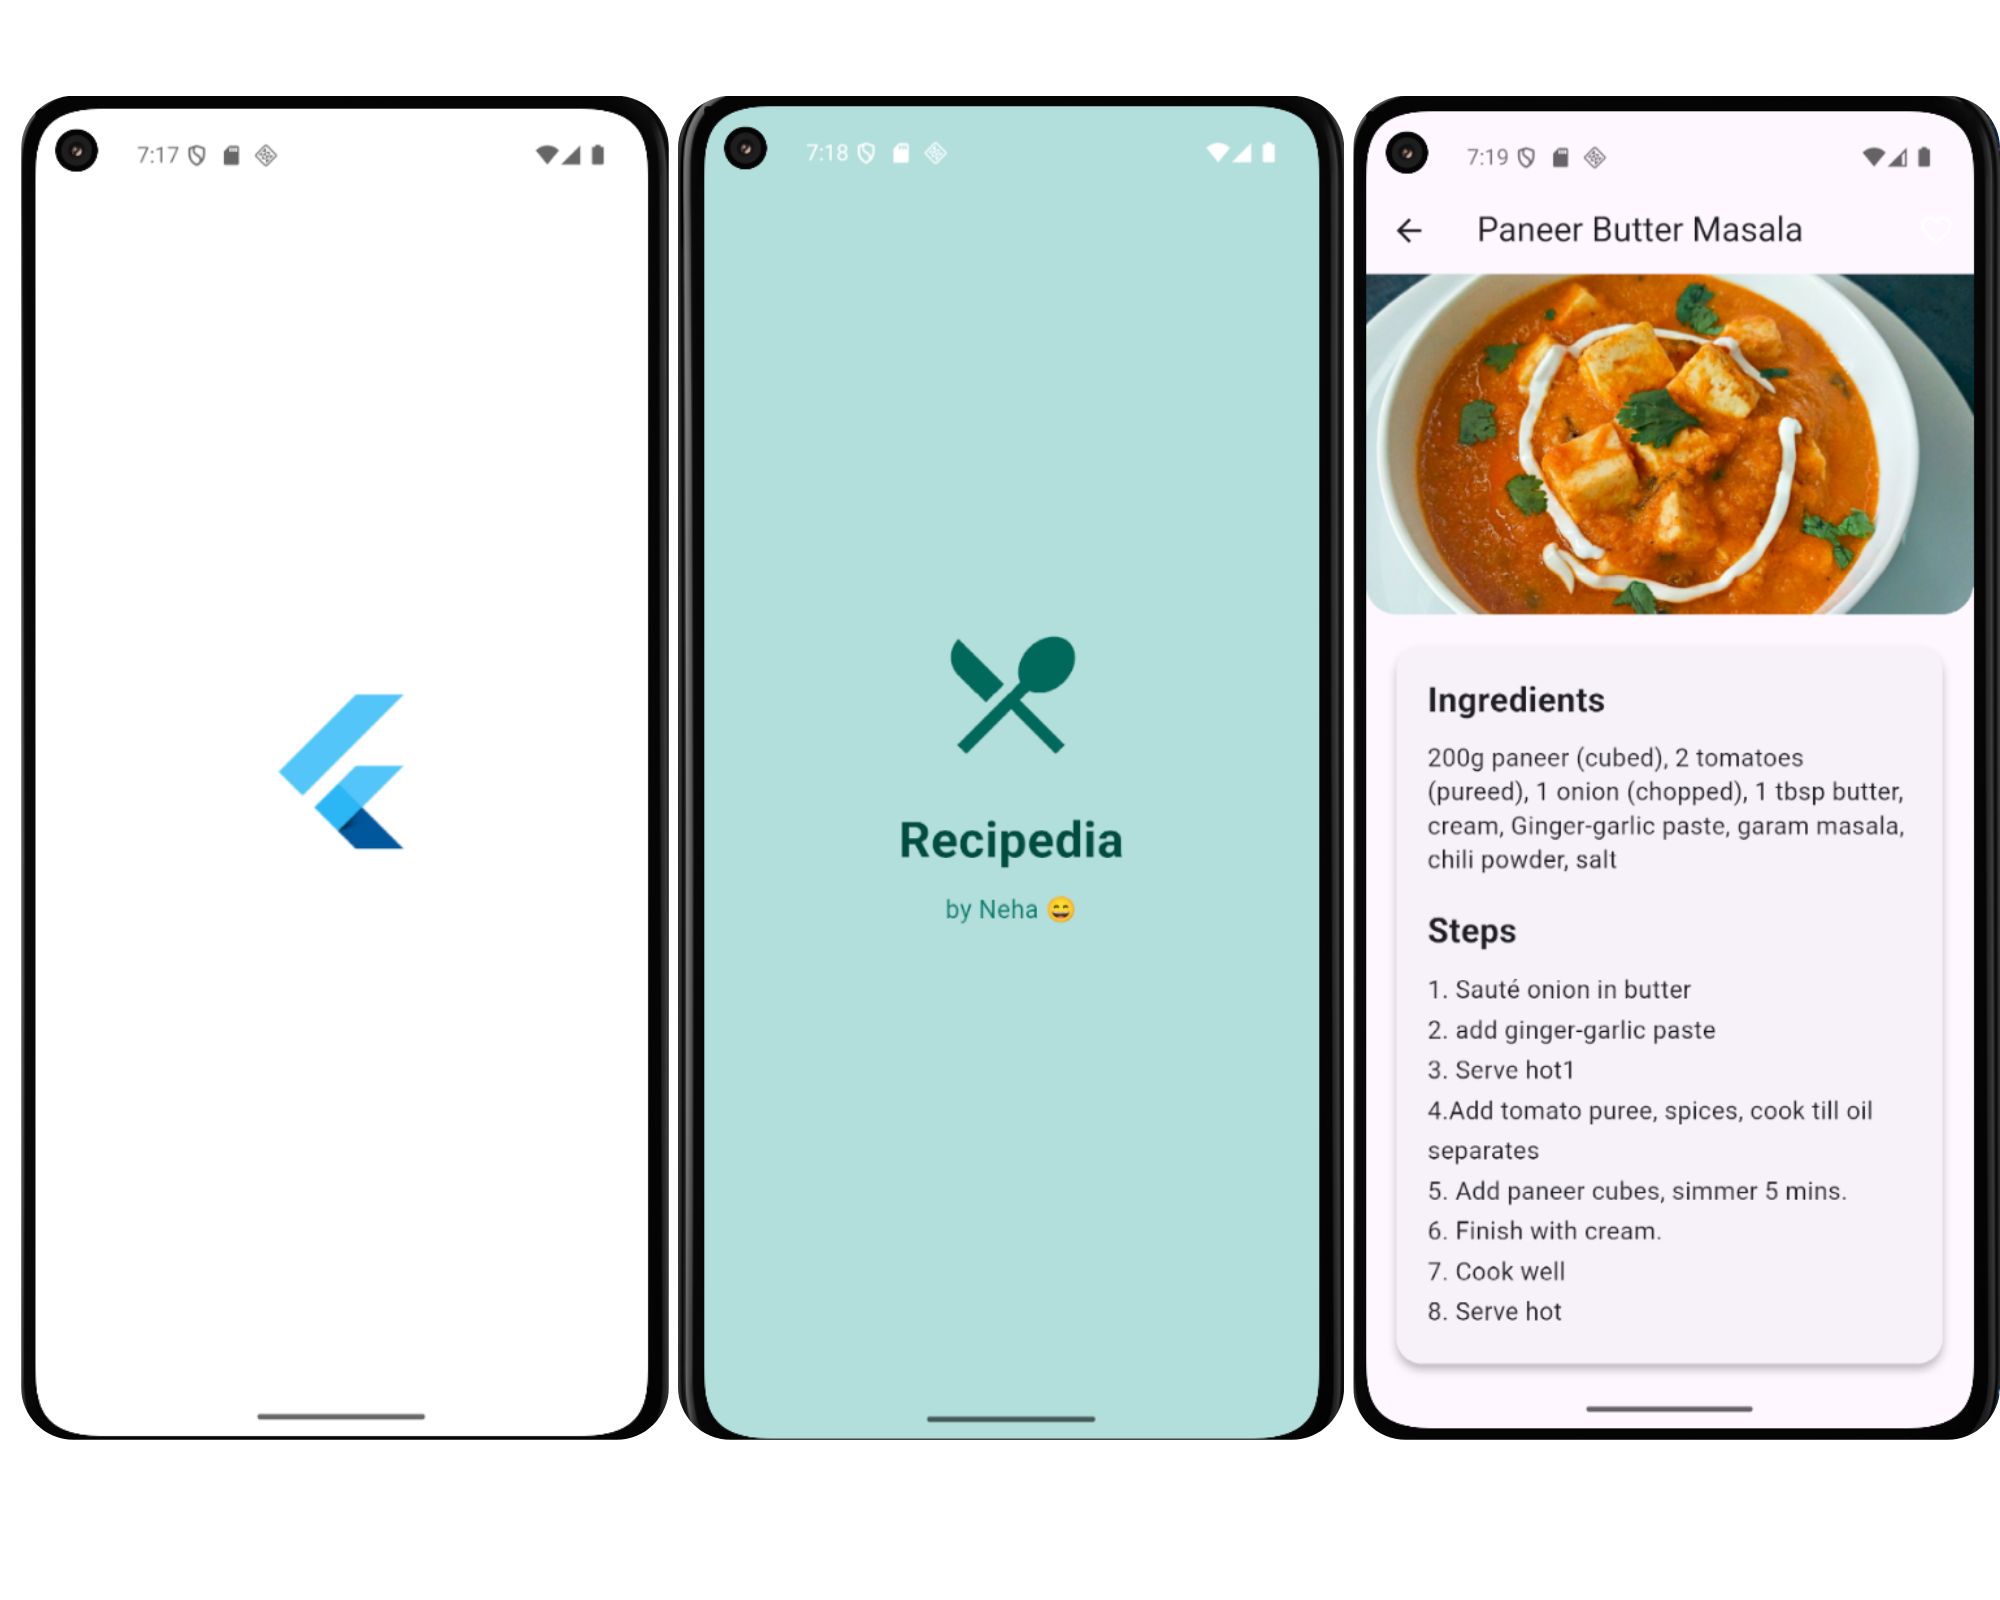 7:17
7:18
Recipedia
by Neha 😄
7:19
Paneer Butter Masala
Ingredients
200g paneer (cubed), 2 tomatoes
(pureed), 1 onion (chopped), 1 tbsp butter,
cream, Ginger-garlic paste, garam masala,
chili powder, salt
Steps
1. Sauté onion in butter
2. add ginger-garlic paste
3. Serve hot1
4.Add tomato puree, spices, cook till oil
separates
5. Add paneer cubes, simmer 5 mins.
6. Finish with cream.
7. Cook well
8. Serve hot